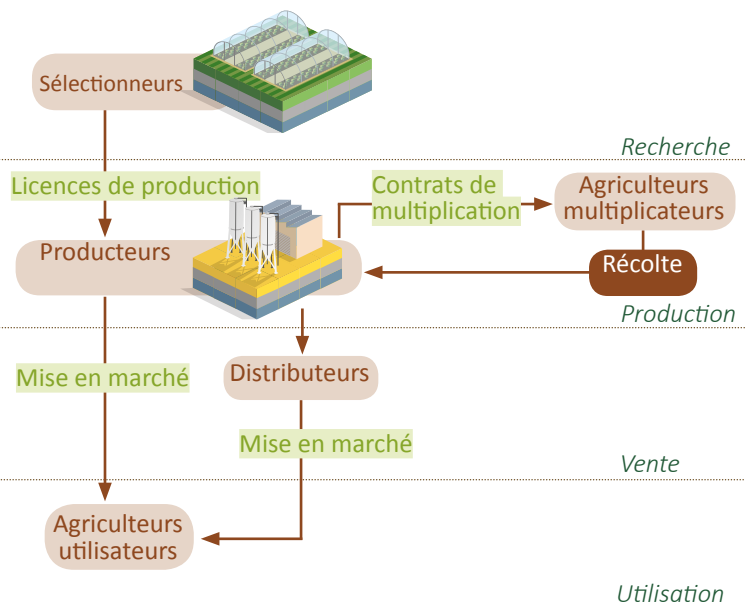 Sélectionneurs
Recherche
Licences de production
Contrats de
multiplication
Agriculteurs
multiplicateurs
Producteurs
Récolte
Production
Mise en marché
Distributeurs
Mise en marché
Vente
Agriculteurs
utilisateurs
Utilisation